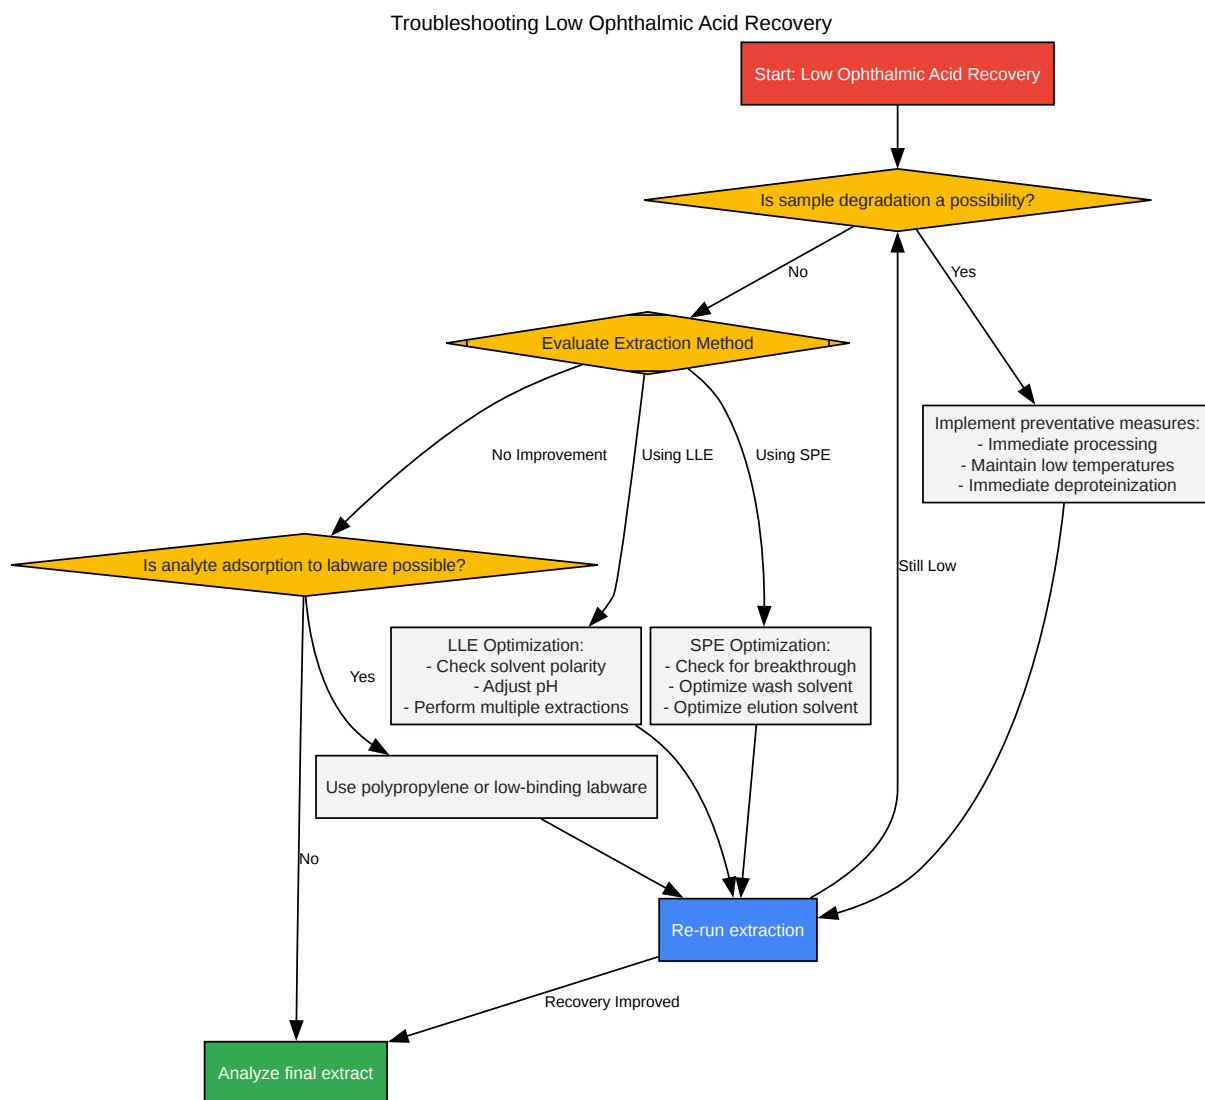 Troubleshooting Low Ophthalmic Acid Recovery
Start: Low Ophthalmic Acid Recovery
Is sample degradation a possibility?
No
Yes
Evaluate Extraction Method
Implement preventative measures:
- Immediate processing
- Maintain low temperatures
- Immediate deproteinization
No Improvement
Using LLE
Using SPE
Is analyte adsorption to labware possible?
Still Low
LLE Optimization:
- Check solvent polarity
- Adjust pH
- Perform multiple extractions
SPE Optimization:
- Check for breakthrough
- Optimize wash solvent
- Optimize elution solvent
Yes
Use polypropylene or low-binding labware
No
Re-run extraction
Recovery Improved
Analyze final extract